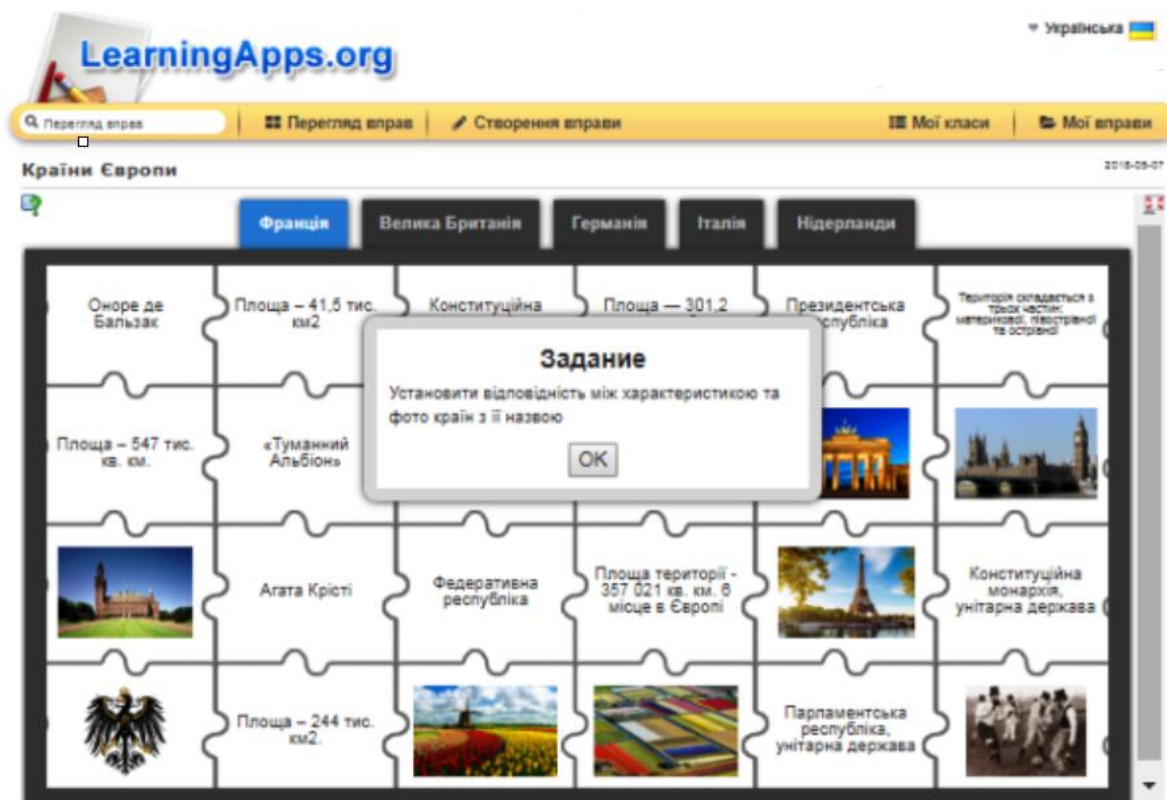 LearningApps.org
Українська
Перегляд вправ
Перегляд вправ
Створення вправи
Мої класи
Мої вправи
Країни Європи
Франція
Велика Британія
Германія
Італія
Нідерланди
Оноре де
Бальзак
Площа – 41,5 тис.
км2
Конституційна
Площа — 301,2
Президентська
спубліка
Територія складається з
трьох частин:
материкової, півострівної
та острівної
Задание
Установити відповідність між характеристикою та
фото країн з її назвою
OK
Площа – 547 тис.
кв. км.
«Туманний
Альбіон»
Агата Крісті
Федеративна
республіка
Площа території -
357 021 кв. км. 6
місце в Європі
Конституційна
монархія,
унітарна держава
Площа – 244 тис.
км2.
Парламентська
республіка,
унітарна держава